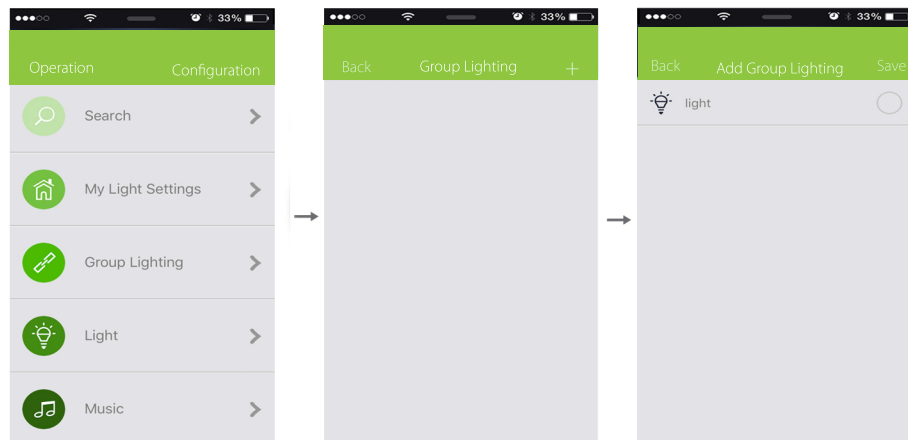 33%
Operation Configuration
Search
My Light Settings
Group Lighting
Light
Music
33%
Back Group Lighting +
33%
Back Add Group Lighting Save
light